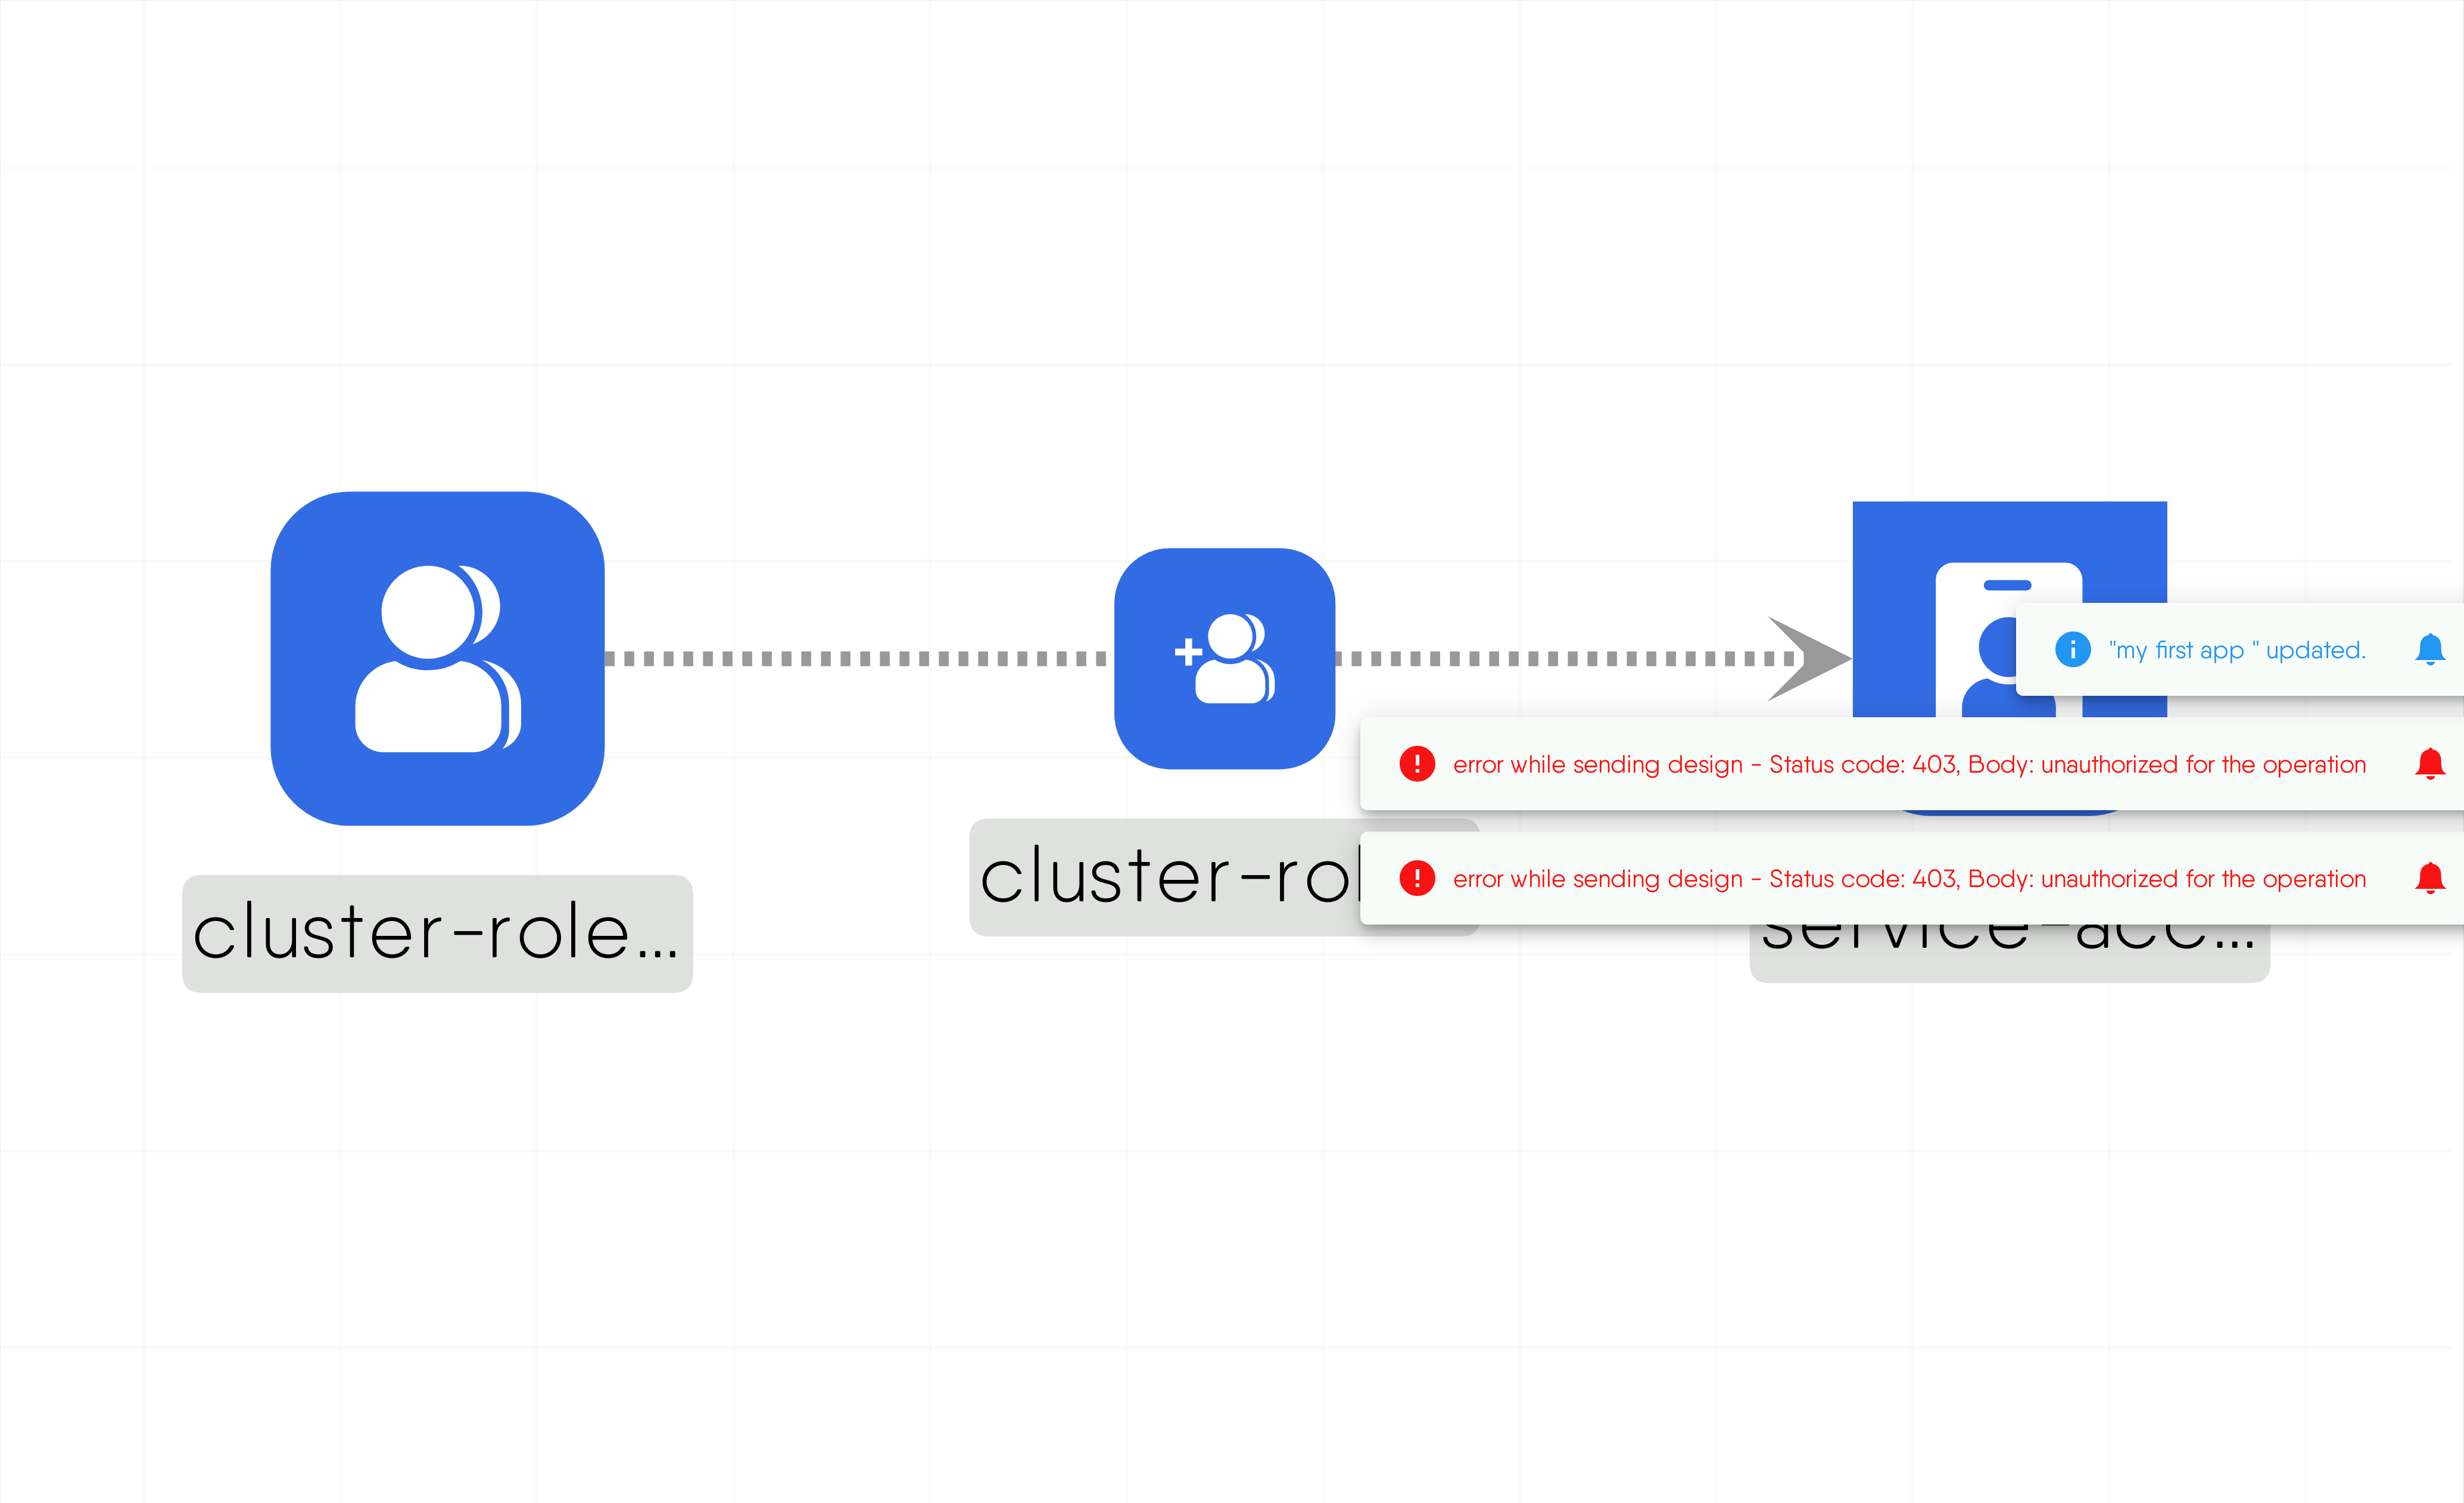 "my first app " updated.
error while sending design - Status code: 403, Body: unauthorized for the operation
error while sending design - Status code: 403, Body: unauthorized for the operation
cluster-rol
cluster-role...
service-acc...